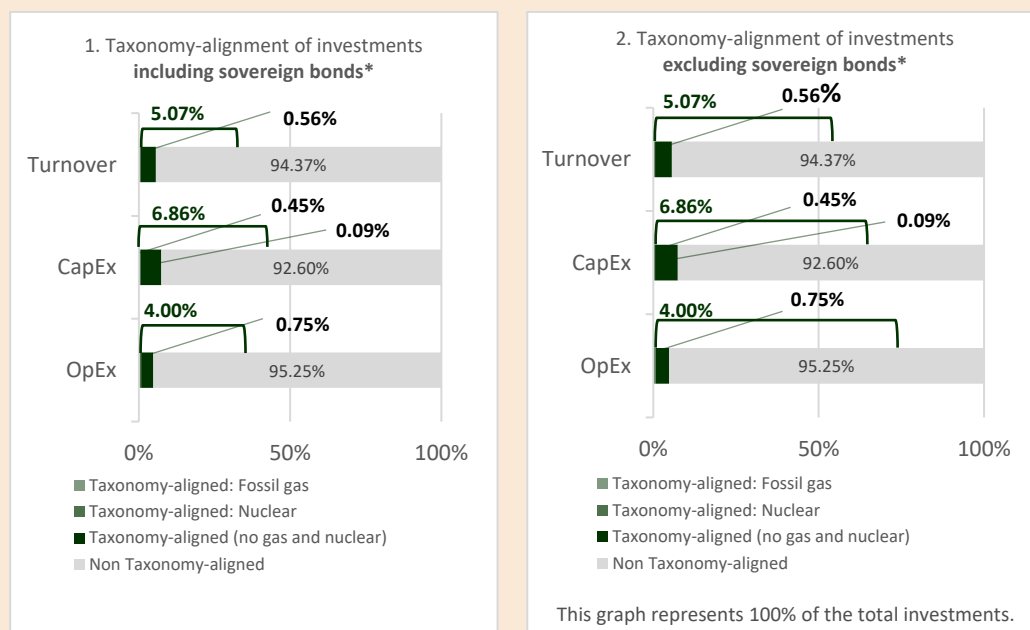 1. Taxonomy-alignment of investments
including sovereign bonds*
5.07%
0.56%
Turnover
94.37%
6.86%
0.45%
0.09%
CapEx
92.60%
4.00%
0.75%
OpEx
95.25%
0%
50%
100%
Taxonomy-aligned: Fossil gas
Taxonomy-aligned: Nuclear
Taxonomy-aligned (no gas and nuclear)
Non Taxonomy-aligned
2. Taxonomy-alignment of investments
excluding sovereign bonds*
5.07%
0.56%
Turnover
94.37%
6.86%
0.45%
0.09%
CapEx
92.60%
4.00%
0.75%
OpEx
95.25%
0%
50%
100%
Taxonomy-aligned: Fossil gas
Taxonomy-aligned: Nuclear
Taxonomy-aligned (no gas and nuclear)
Non Taxonomy-aligned
This graph represents 100% of the total investments.